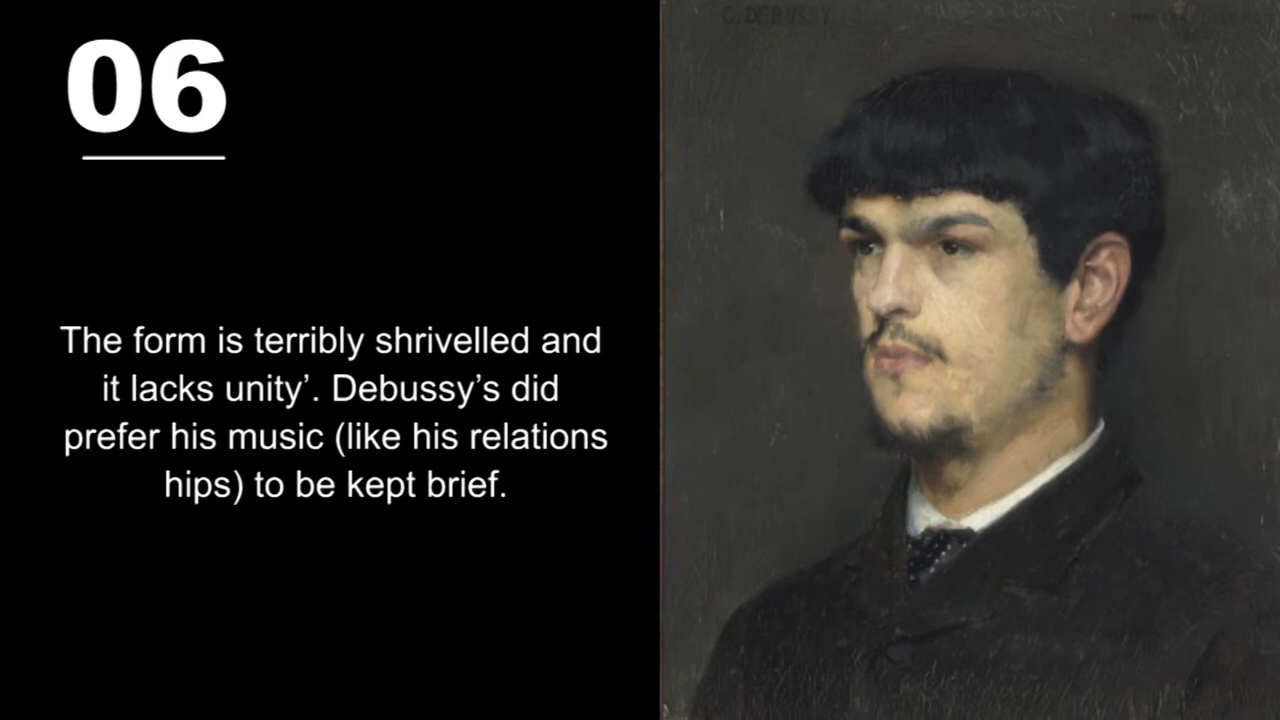 06
The form is terribly shrivelled and
it lacks unity’. Debussy’s did
prefer his music (like his relations
hips) to be kept brief.
C. DEBUSSY